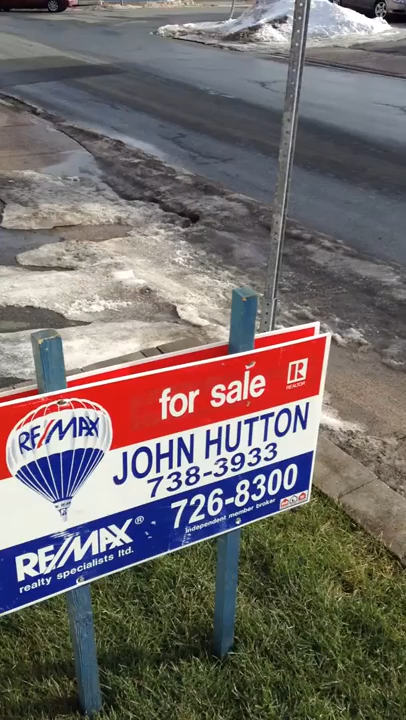 for sale
R
REALTOR
RE/MAX
JOHN HUTTON
738-3933
726-8300
independent member broker
RE/MAX®
realty specialists ltd.